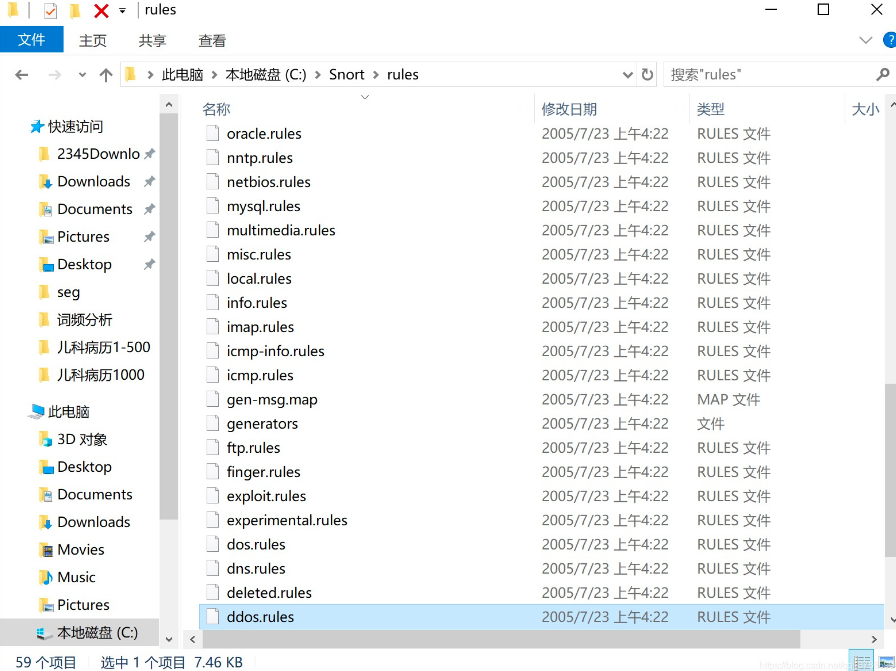 rules
文件 主页 共享 查看
此电脑 本地磁盘 (C:) Snort rules 搜索"rules"
名称 修改日期 类型 大小
快速访问
2345Downlo
Downloads
Documents
Pictures
Desktop
seg
词频分析
儿科病历1-500
儿科病历1000
此电脑
3D 对象
Desktop
Documents
Downloads
Movies
Music
Pictures
本地磁盘 (C:)
oracle.rules 2005/7/23 上午4:22 RULES 文件
nntp.rules 2005/7/23 上午4:22 RULES 文件
netbios.rules 2005/7/23 上午4:22 RULES 文件
mysql.rules 2005/7/23 上午4:22 RULES 文件
multimedia.rules 2005/7/23 上午4:22 RULES 文件
misc.rules 2005/7/23 上午4:22 RULES 文件
local.rules 2005/7/23 上午4:22 RULES 文件
info.rules 2005/7/23 上午4:22 RULES 文件
imap.rules 2005/7/23 上午4:22 RULES 文件
icmp-info.rules 2005/7/23 上午4:22 RULES 文件
icmp.rules 2005/7/23 上午4:22 RULES 文件
gen-msg.map 2005/7/23 上午4:22 MAP 文件
generators 2005/7/23 上午4:22 文件
ftp.rules 2005/7/23 上午4:22 RULES 文件
finger.rules 2005/7/23 上午4:22 RULES 文件
exploit.rules 2005/7/23 上午4:22 RULES 文件
experimental.rules 2005/7/23 上午4:22 RULES 文件
dos.rules 2005/7/23 上午4:22 RULES 文件
dns.rules 2005/7/23 上午4:22 RULES 文件
deleted.rules 2005/7/23 上午4:22 RULES 文件
ddos.rules 2005/7/23 上午4:22 RULES 文件
59 个项目 选中 1 个项目 7.46 KB